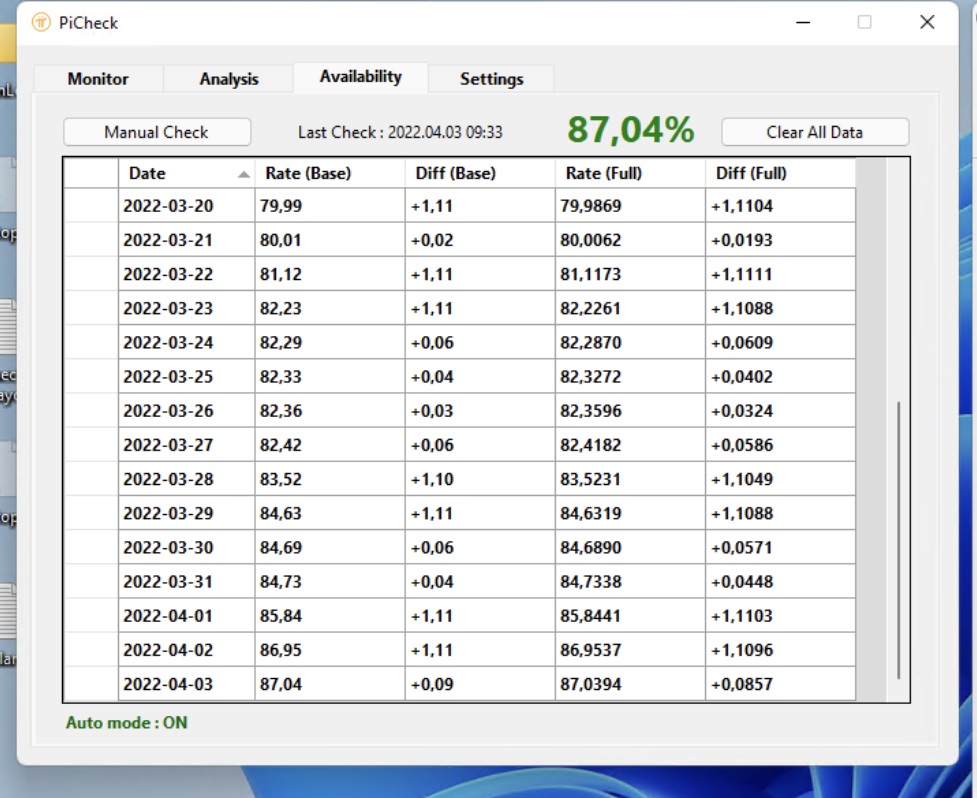 PiCheck
Monitor Analysis Availability Settings
Manual Check Last Check : 2022.04.03 09:33 87,04% Clear All Data
Date Rate (Base) Diff (Base) Rate (Full) Diff (Full)
2022-03-20 79,99 +1,11 79,9869 +1,1104
2022-03-21 80,01 +0,02 80,0062 +0,0193
2022-03-22 81,12 +1,11 81,1173 +1,1111
2022-03-23 82,23 +1,11 82,2261 +1,1088
2022-03-24 82,29 +0,06 82,2870 +0,0609
2022-03-25 82,33 +0,04 82,3272 +0,0402
2022-03-26 82,36 +0,03 82,3596 +0,0324
2022-03-27 82,42 +0,06 82,4182 +0,0586
2022-03-28 83,52 +1,10 83,5231 +1,1049
2022-03-29 84,63 +1,11 84,6319 +1,1088
2022-03-30 84,69 +0,06 84,6890 +0,0571
2022-03-31 84,73 +0,04 84,7338 +0,0448
2022-04-01 85,84 +1,11 85,8441 +1,1103
2022-04-02 86,95 +1,11 86,9537 +1,1096
2022-04-03 87,04 +0,09 87,0394 +0,0857
Auto mode : ON